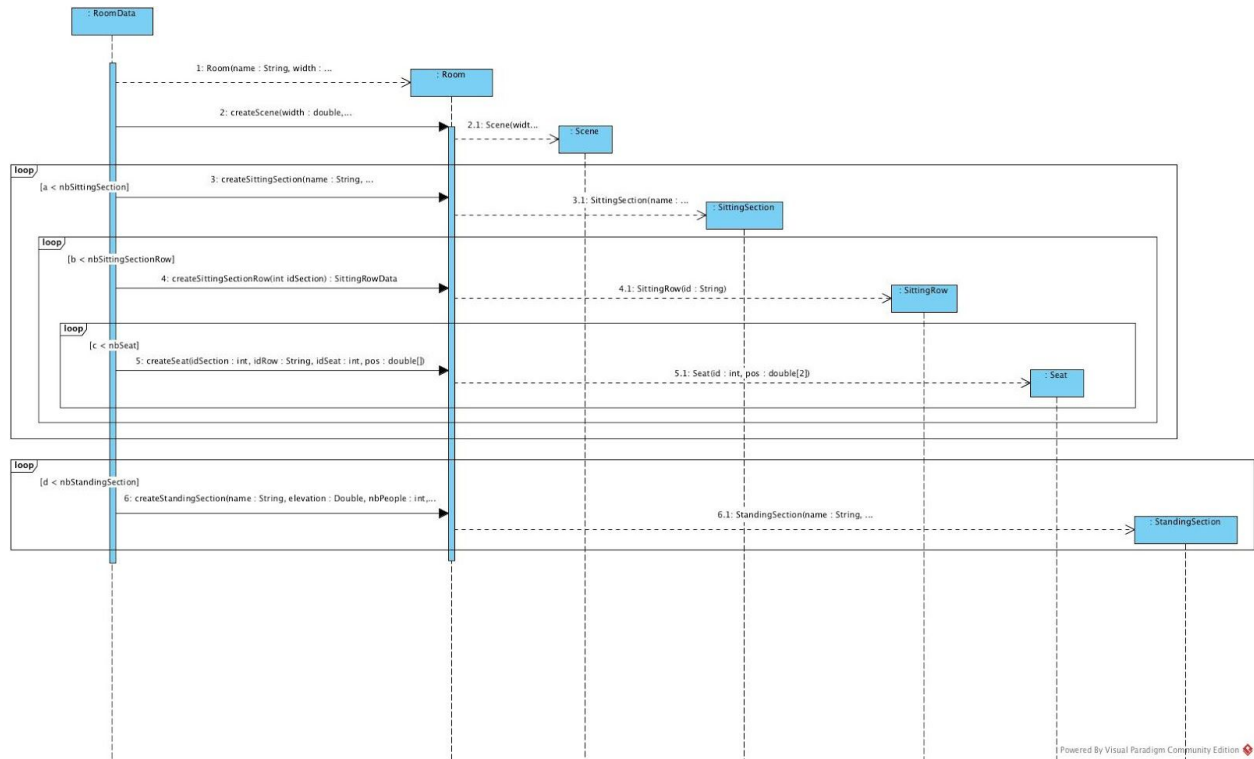 : RoomData
1: Room(name : String, width : ...
: Room
2: createScene(width : double,...
2.1: Scene(widt...
: Scene
loop
[a < nbSittingSection]
3: createSittingSection(name : String, ...
3.1: SittingSection(name : ...
: SittingSection
loop
[b < nbSittingSectionRow]
4: createSittingSectionRow(int idSection) : SittingRowData
4.1: SittingRow(id : String)
: SittingRow
loop
[c < nbSeat]
5: createSeat(idSection : int, idRow : String, idSeat : int, pos : double[])
5.1: Seat(id : int, pos : double[2])
: Seat
loop
[d < nbStandingSection]
6: createStandingSection(name : String, elevation : Double, nbPeople : int,...
6.1: StandingSection(name : String, ...
: StandingSection
Powered By Visual Paradigm Community Edition